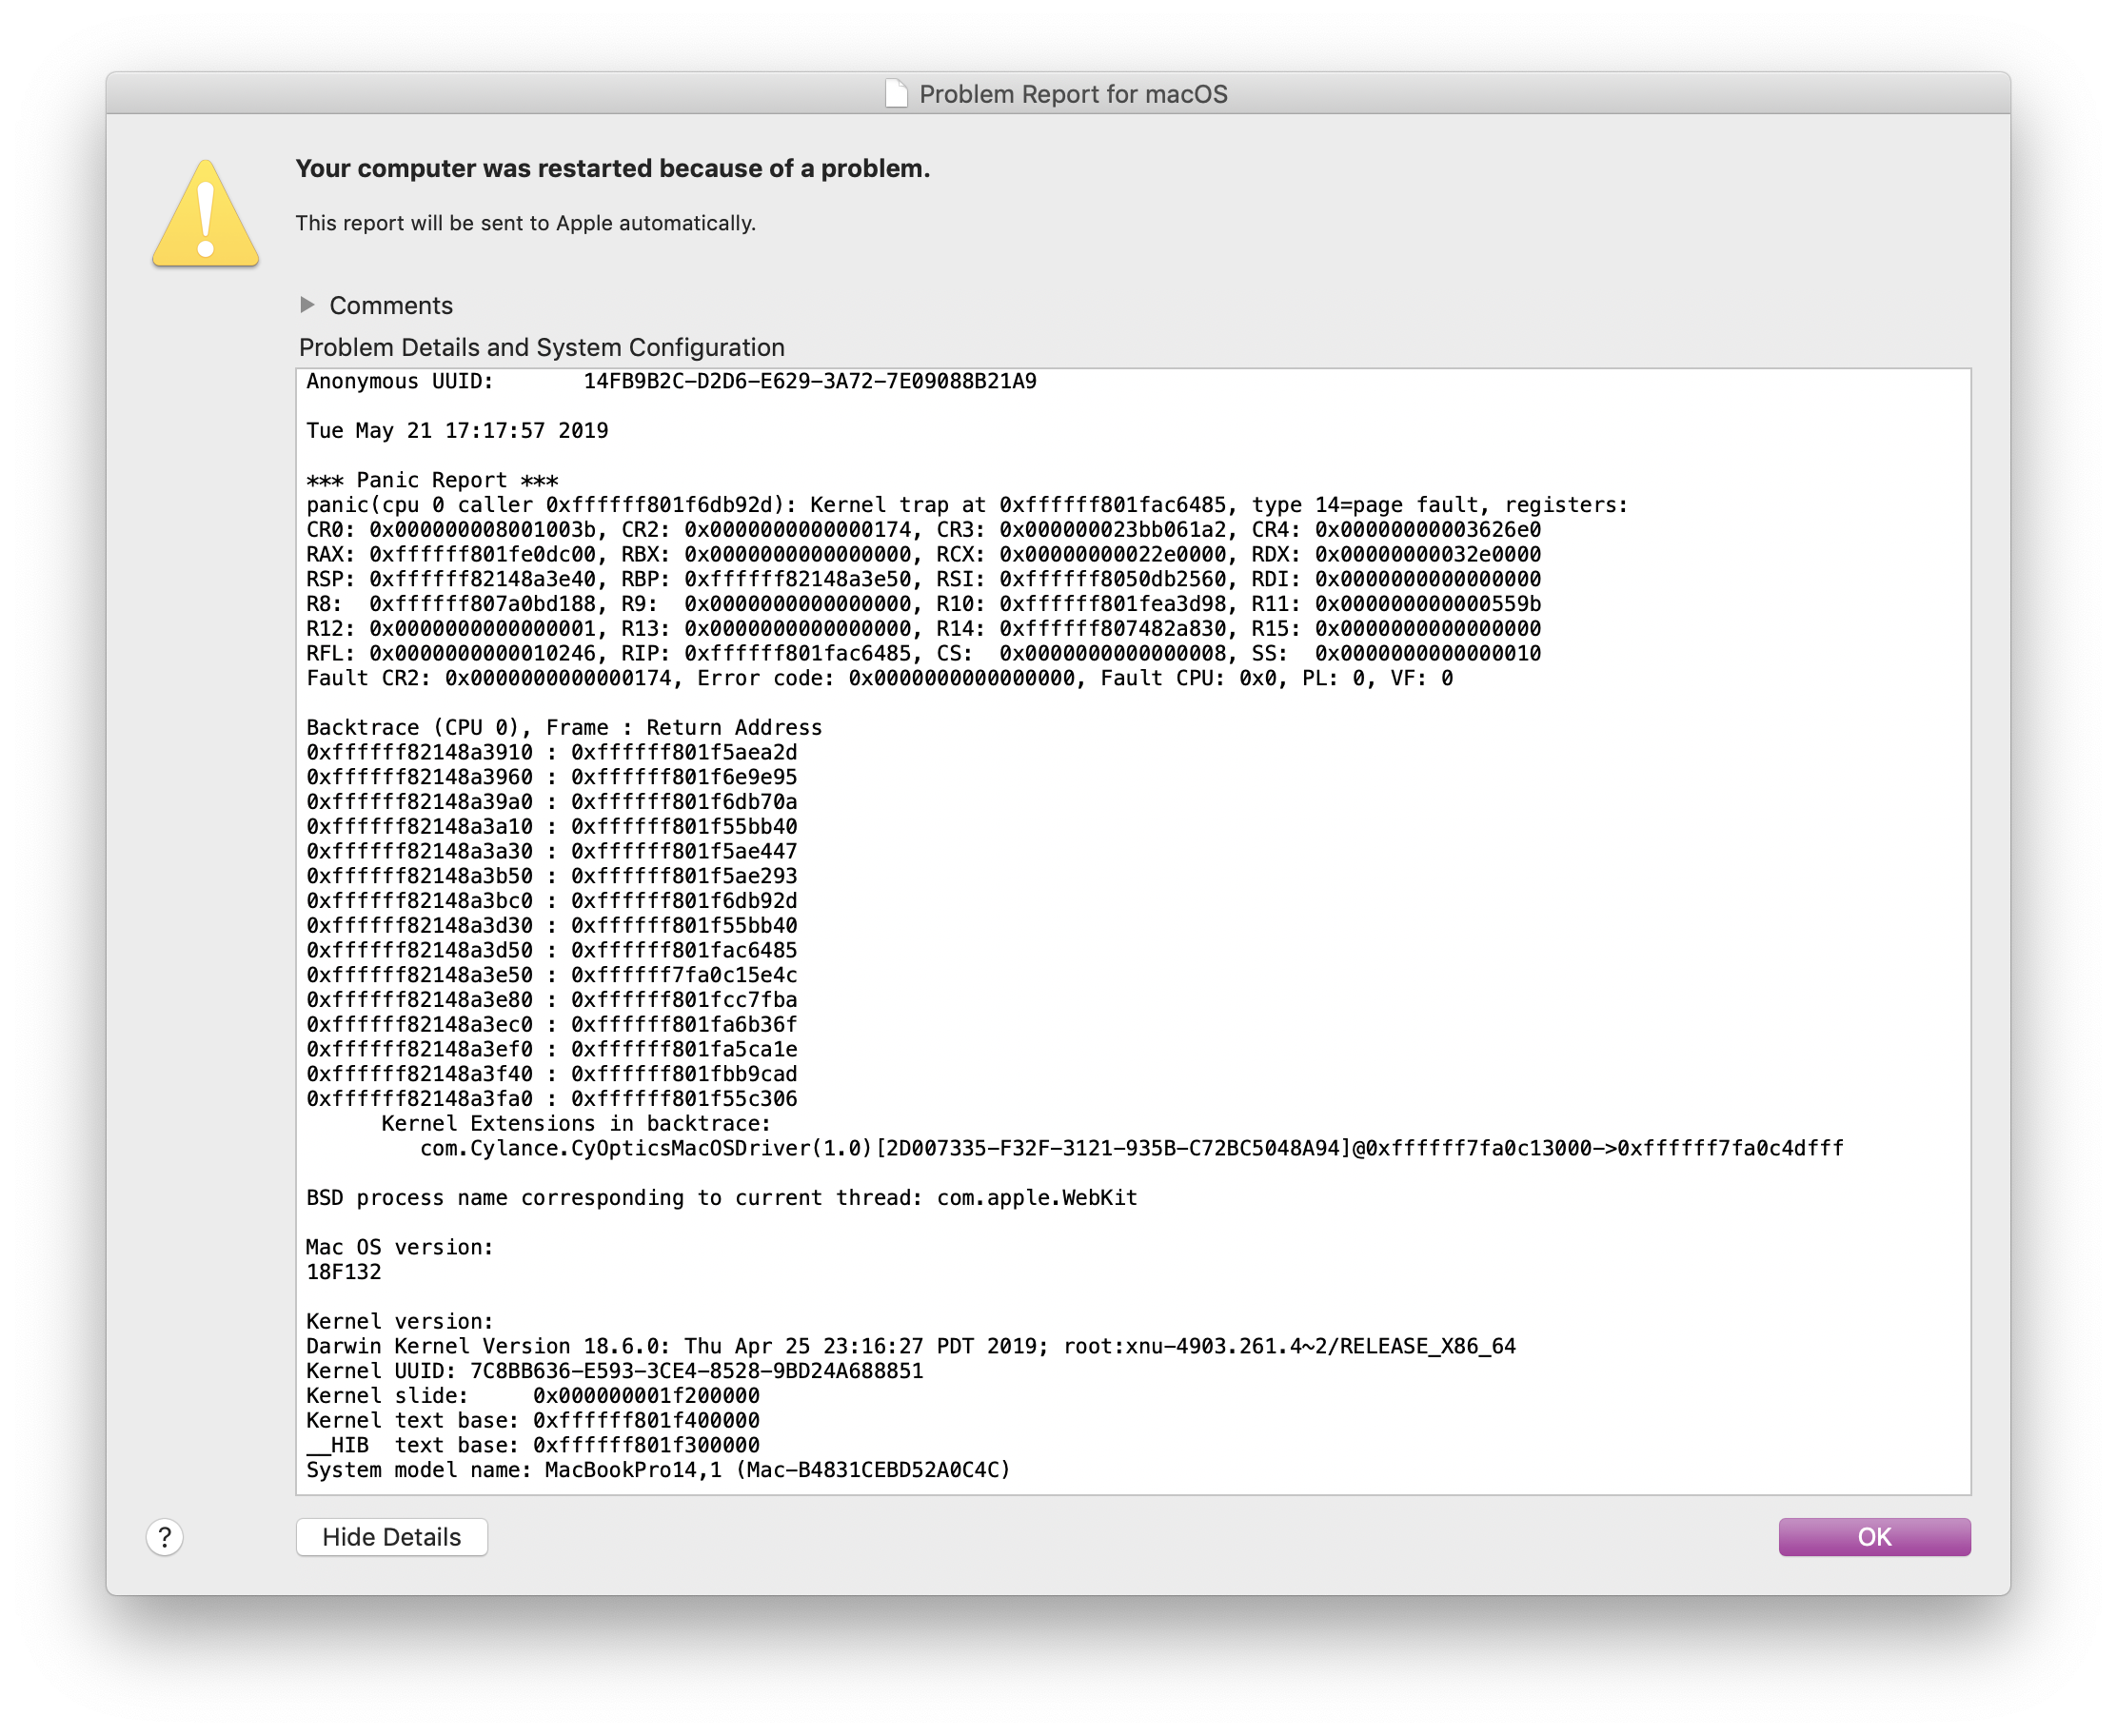 Problem Report for macOS
Your computer was restarted because of a problem.
This report will be sent to Apple automatically.
Comments
Problem Details and System Configuration
Anonymous UUID:       14FB9B2C-D2D6-E629-3A72-7E09088B21A9
Tue May 21 17:17:57 2019
*** Panic Report ***
panic(cpu 0 caller 0xffffff801f6db92d): Kernel trap at 0xffffff801fac6485, type 14=page fault, registers:
CR0: 0x000000008001003b, CR2: 0x0000000000000174, CR3: 0x000000023bb061a2, CR4: 0x00000000003626e0
RAX: 0xffffff801fe0dc00, RBX: 0x0000000000000000, RCX: 0x00000000022e0000, RDX: 0x00000000032e0000
RSP: 0xffffff82148a3e40, RBP: 0xffffff82148a3e50, RSI: 0xffffff8050db2560, RDI: 0x0000000000000000
R8:  0xffffff807a0bd188, R9:  0x0000000000000000, R10: 0xffffff801fea3d98, R11: 0x000000000000559b
R12: 0x0000000000000001, R13: 0x0000000000000000, R14: 0xffffff807482a830, R15: 0x0000000000000000
RFL: 0x0000000000010246, RIP: 0xffffff801fac6485, CS:  0x0000000000000008, SS:  0x0000000000000010
Fault CR2: 0x0000000000000174, Error code: 0x0000000000000000, Fault CPU: 0x0, PL: 0, VF: 0
Backtrace (CPU 0), Frame : Return Address
0xffffff82148a3910 : 0xffffff801f5aea2d
0xffffff82148a3960 : 0xffffff801f6e9e95
0xffffff82148a39a0 : 0xffffff801f6db70a
0xffffff82148a3a10 : 0xffffff801f55bb40
0xffffff82148a3a30 : 0xffffff801f5ae447
0xffffff82148a3b50 : 0xffffff801f5ae293
0xffffff82148a3bc0 : 0xffffff801f6db92d
0xffffff82148a3d30 : 0xffffff801f55bb40
0xffffff82148a3d50 : 0xffffff801fac6485
0xffffff82148a3e50 : 0xffffff7fa0c15e4c
0xffffff82148a3e80 : 0xffffff801fcc7fba
0xffffff82148a3ec0 : 0xffffff801fa6b36f
0xffffff82148a3ef0 : 0xffffff801fa5ca1e
0xffffff82148a3f40 : 0xffffff801fbb9cad
0xffffff82148a3fa0 : 0xffffff801f55c306
Kernel Extensions in backtrace:
com.Cylance.CyOpticsMacOSDriver(1.0)[2D007335-F32F-3121-935B-C72BC5048A94]@0xffffff7fa0c13000->0xffffff7fa0c4dfff
BSD process name corresponding to current thread: com.apple.WebKit
Mac OS version:
18F132
Kernel version:
Darwin Kernel Version 18.6.0: Thu Apr 25 23:16:27 PDT 2019; root:xnu-4903.261.4~2/RELEASE_X86_64
Kernel UUID: 7C8BB636-E593-3CE4-8528-9BD24A688851
Kernel slide:     0x000000001f200000
Kernel text base: 0xffffff801f400000
__HIB  text base: 0xffffff801f300000
System model name: MacBookPro14,1 (Mac-B4831CEBD52A0C4C)
?
Hide Details
OK